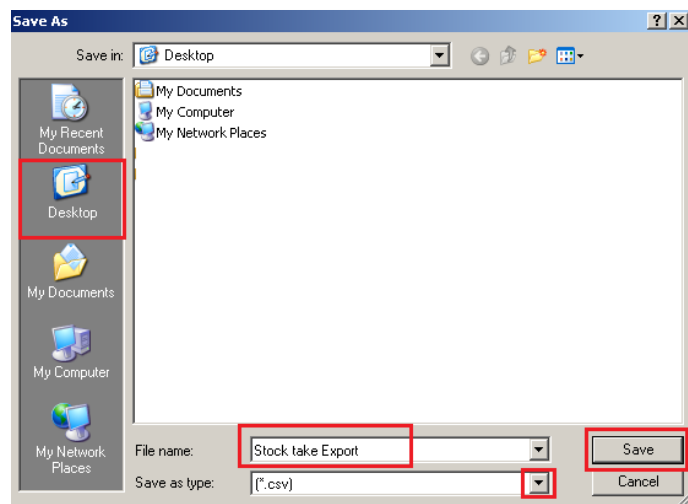 Save As
Save in:
Desktop
My Recent
Documents
Desktop
My Documents
My Computer
My Network
Places
My Documents
My Computer
My Network Places
File name:
Stock take Export
Save
Save as type:
(*.csv)
Cancel